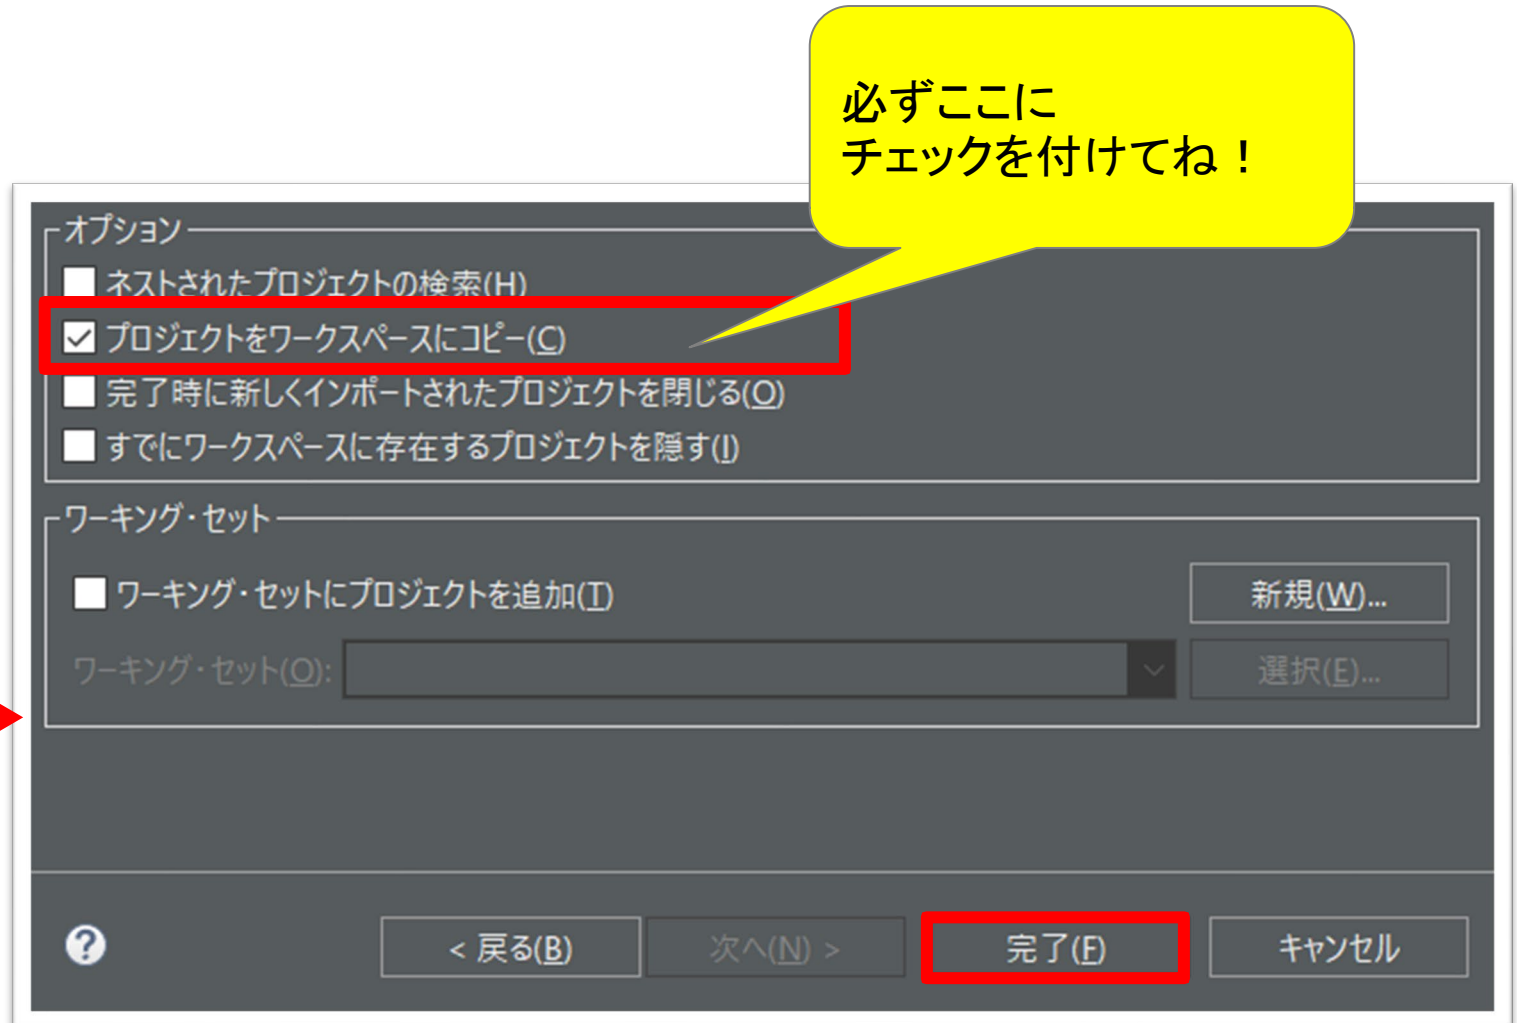 必ずここに
チェックを付けてね！
オプション
ネストされたプロジェクトの検索(H)
プロジェクトをワークスペースにコピー(C)
完了時に新しくインポートされたプロジェクトを閉じる(O)
すでにワークスペースに存在するプロジェクトを隠す(I)
ワーキング・セット
ワーキング・セットにプロジェクトを追加(T)
新規(W)...
ワーキング・セット(O):
選択(E)...
?
< 戻る(B)
次へ(N) >
完了(F)
キャンセル